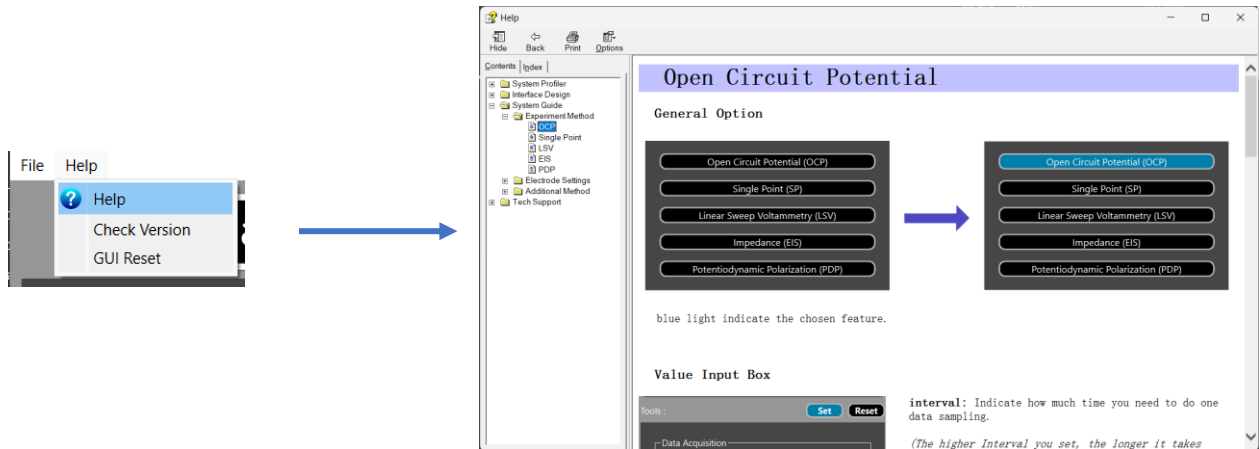 File Help
Help
Check Version
GUI Reset
Help
Hide Back Print Options
Contents Index
System Profiler
Interface Design
System Guide
Experiment Method
OCP
Single Point
LSV
EIS
PDP
Electrode Settings
Additional Method
Tech Support
Open Circuit Potential
General Option
Open Circuit Potential (OCP)
Single Point (SP)
Linear Sweep Voltammetry (LSV)
Impedance (EIS)
Potentiodynamic Polarization (PDP)
Open Circuit Potential (OCP)
Single Point (SP)
Linear Sweep Voltammetry (LSV)
Impedance (EIS)
Potentiodynamic Polarization (PDP)
blue light indicate the chosen feature.
Value Input Box
Tools :
Set Reset
Data Acquisition
interval: Indicate how much time you need to do one
data sampling.
(The higher Interval you set, the longer it takes